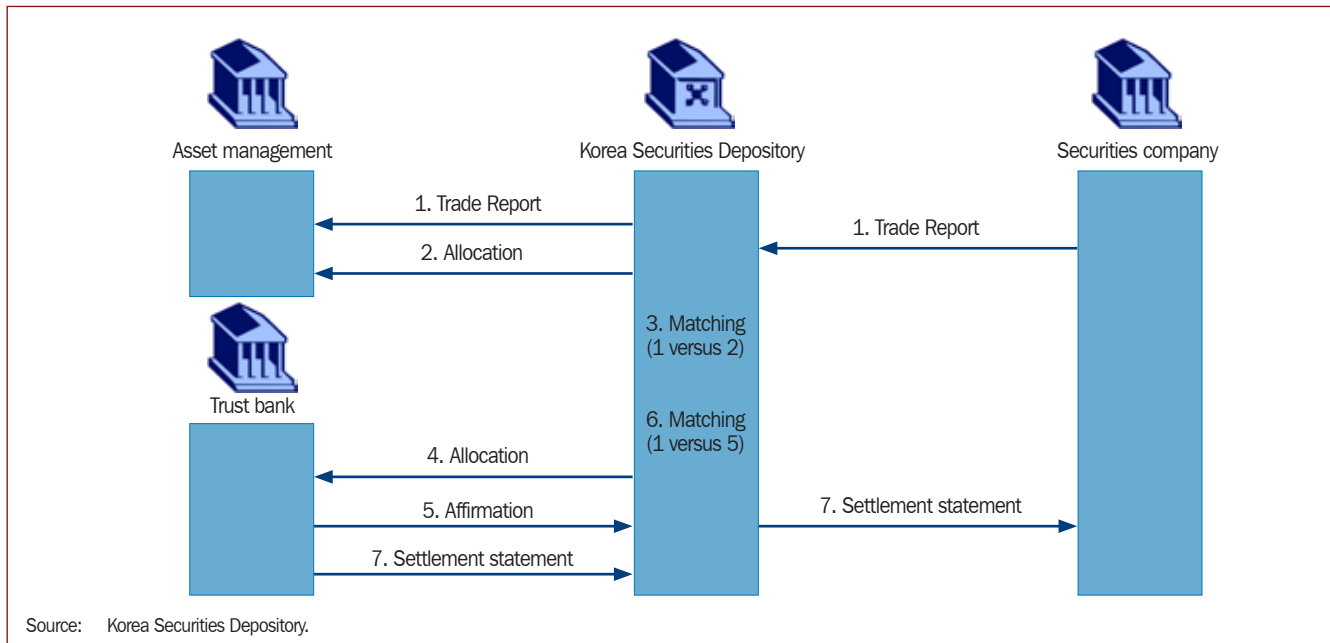 Asset management
Korea Securities Depository
Securities company
1. Trade Report
1. Trade Report
2. Allocation
3. Matching
(1 versus 2)
Trust bank
6. Matching
(1 versus 5)
4. Allocation
5. Affirmation
7. Settlement statement
7. Settlement statement
Source: Korea Securities Depository.